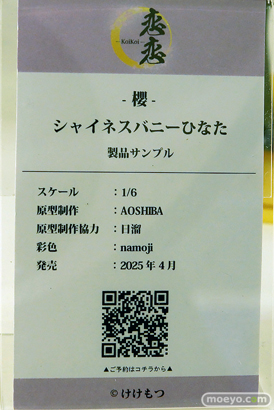 恋恋
KoiKoi
- 櫻 -
シャイネスバニーひなた
製品サンプル
スケール ：1/6
原型制作 ：AOSHIBA
原型制作協力 ：日溜
彩色 ：namoji
発売 ：2025 年 4月
▲ご予約はコチラから▲
©けけもつ
moeyo.com